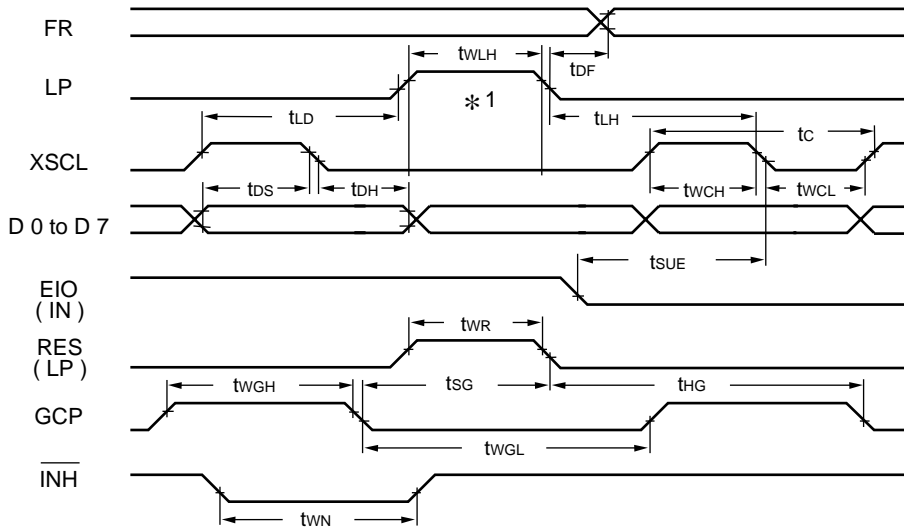 FR
tWLH
tDF
LP
*1
tLD
tLH
tC
XSCL
tDS
tDH
tWCH
tWCL
D 0 to D 7
tSUE
EIO
( IN )
tWR
RES
( LP )
tWGH
tSG
tHG
GCP
tWGL
INH
tWN